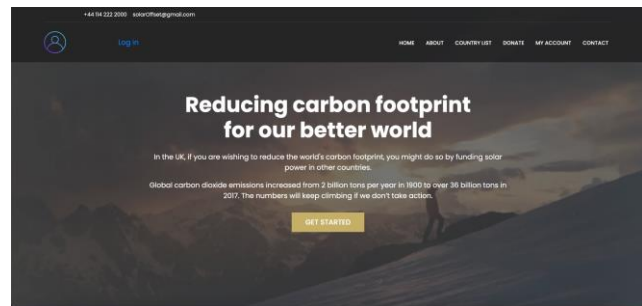 +44 114 222 2000 solarOffset@gmail.com
Log in
HOME ABOUT COUNTRY LIST DONATE MY ACCOUNT CONTACT
Reducing carbon footprint
for our better world
In the UK, if you are wishing to reduce the world's carbon footprint, you might do so by funding solar
power in other countries.
Global carbon dioxide emissions increased from 2 billion tons per year in 1900 to over 36 billion tons in
2017. The numbers will keep climbing if we don't take action.
GET STARTED